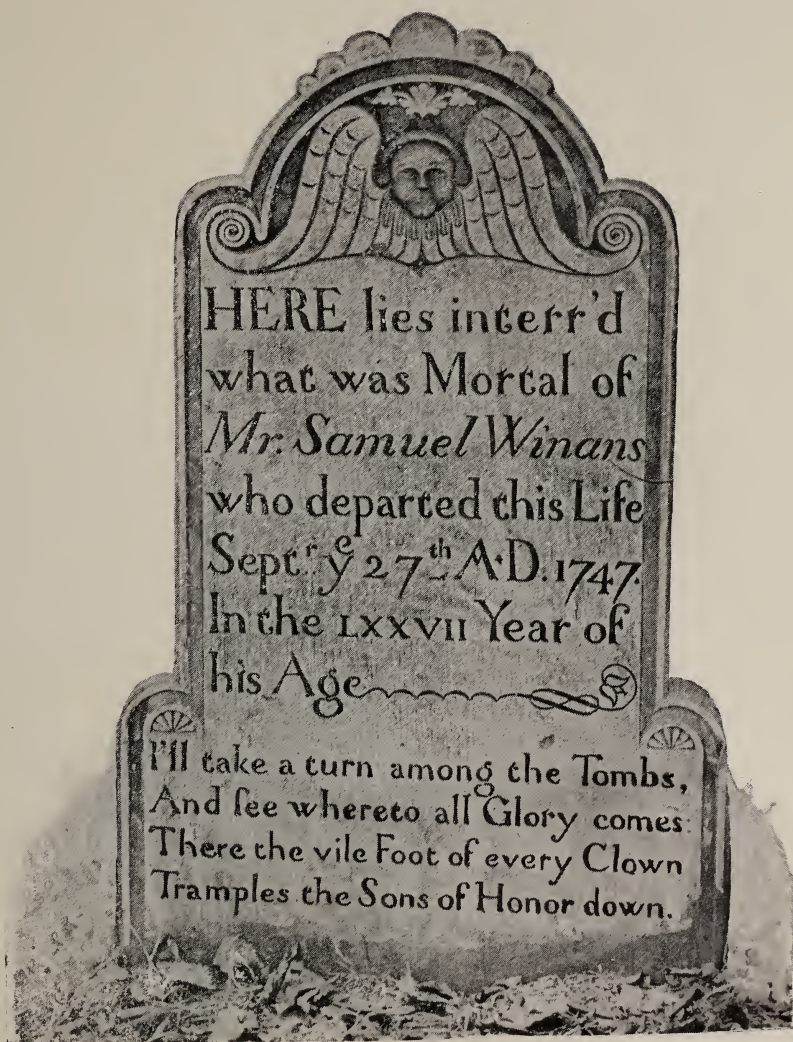 HERE lies interr'd
what was Mortal of
Mr. Samuel Winans
who departed this Life
Sept.r ye 27th A.D. 1747.
In the LXXVII Year of
his Age
I'll take a turn among the Tombs,
And ſee whereto all Glory comes:
There the vile Foot of every Clown
Tramples the Sons of Honor down.